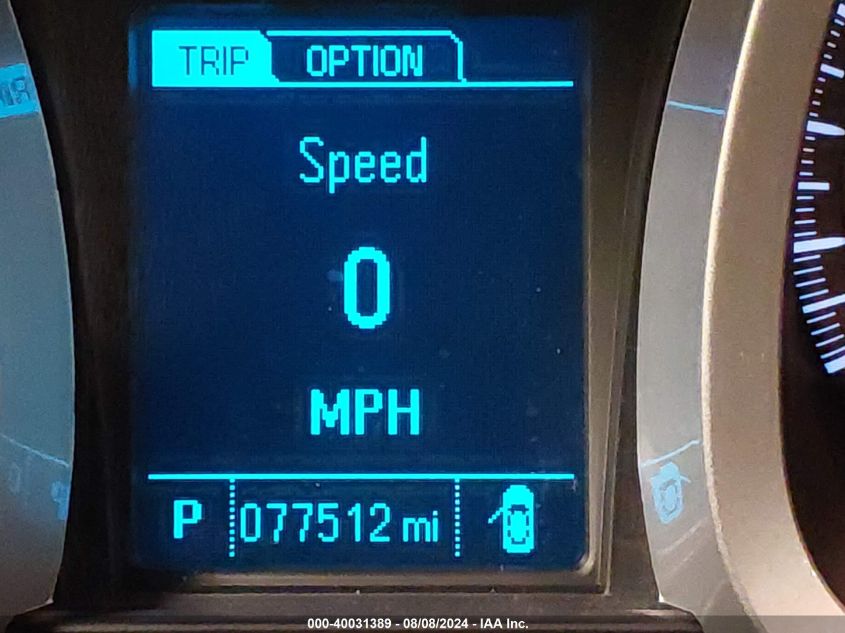 TRIP OPTION
Speed
0
MPH
P 077512 mi
000-40031389 - 08/08/2024 - IAA Inc.